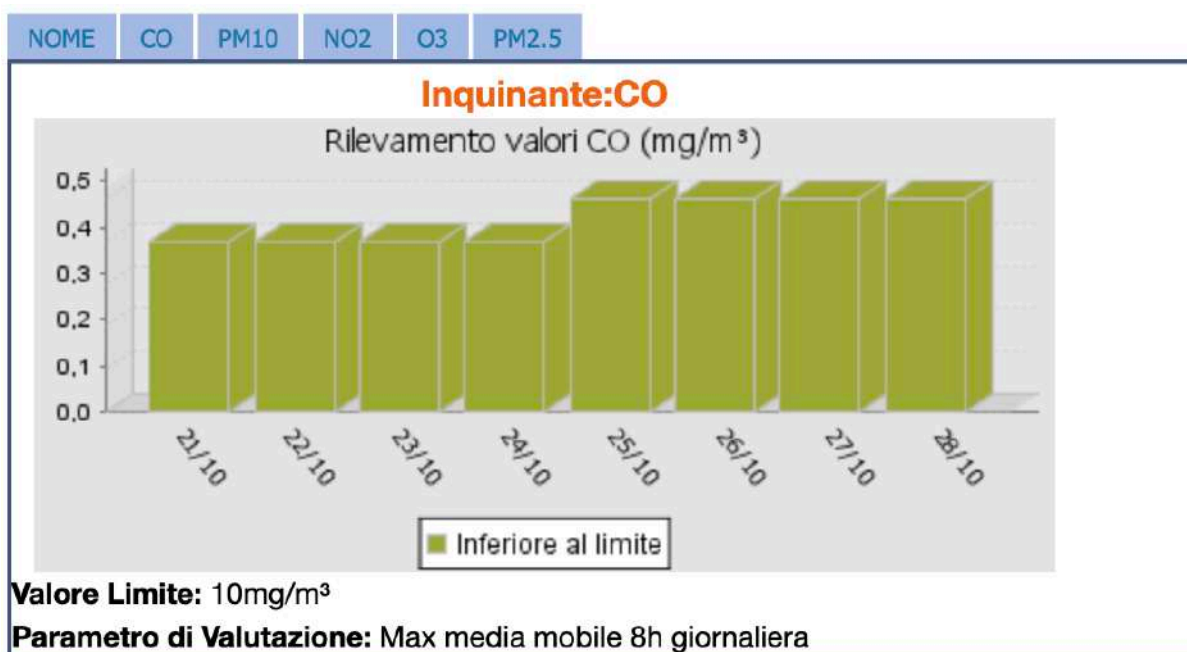 NOME CO PM10 NO2 O3 PM2.5
Inquinante:CO
Rilevamento valori CO (mg/m³)
0,5
0,4
0,3
0,2
0,1
0,0
21/10 22/10 23/10 24/10 25/10 26/10 27/10 28/10
Inferiore al limite
Valore Limite: 10mg/m³
Parametro di Valutazione: Max media mobile 8h giornaliera